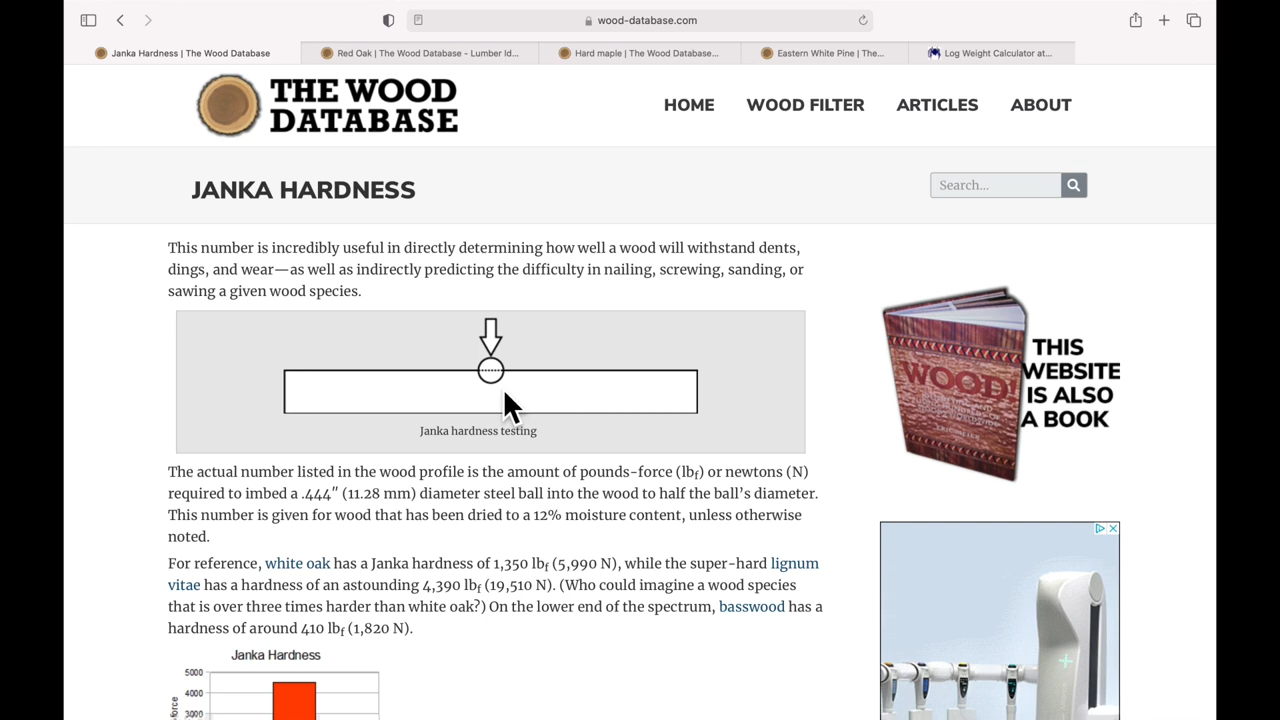 wood-database.com
Janka Hardness | The Wood Database
Red Oak | The Wood Database - Lumber Id...
Hard maple | The Wood Database...
Eastern White Pine | The...
Log Weight Calculator at...
THE WOOD
DATABASE
HOME WOOD FILTER ARTICLES ABOUT
JANKA HARDNESS
Search...
This number is incredibly useful in directly determining how well a wood will withstand dents,
dings, and wear—as well as indirectly predicting the difficulty in nailing, screwing, sanding, or
sawing a given wood species.
Janka hardness testing
The actual number listed in the wood profile is the amount of pounds-force (lbf) or newtons (N)
required to imbed a .444″ (11.28 mm) diameter steel ball into the wood to half the ball’s diameter.
This number is given for wood that has been dried to a 12% moisture content, unless otherwise
noted.
For reference, white oak has a Janka hardness of 1,350 lbf (5,990 N), while the super-hard lignum
vitae has a hardness of an astounding 4,390 lbf (19,510 N). (Who could imagine a wood species
that is over three times harder than white oak?) On the lower end of the spectrum, basswood has a
hardness of around 410 lbf (1,820 N).
Janka Hardness
5000
4000
3000
WOOD!
THIS
WEBSITE
IS ALSO
A BOOK